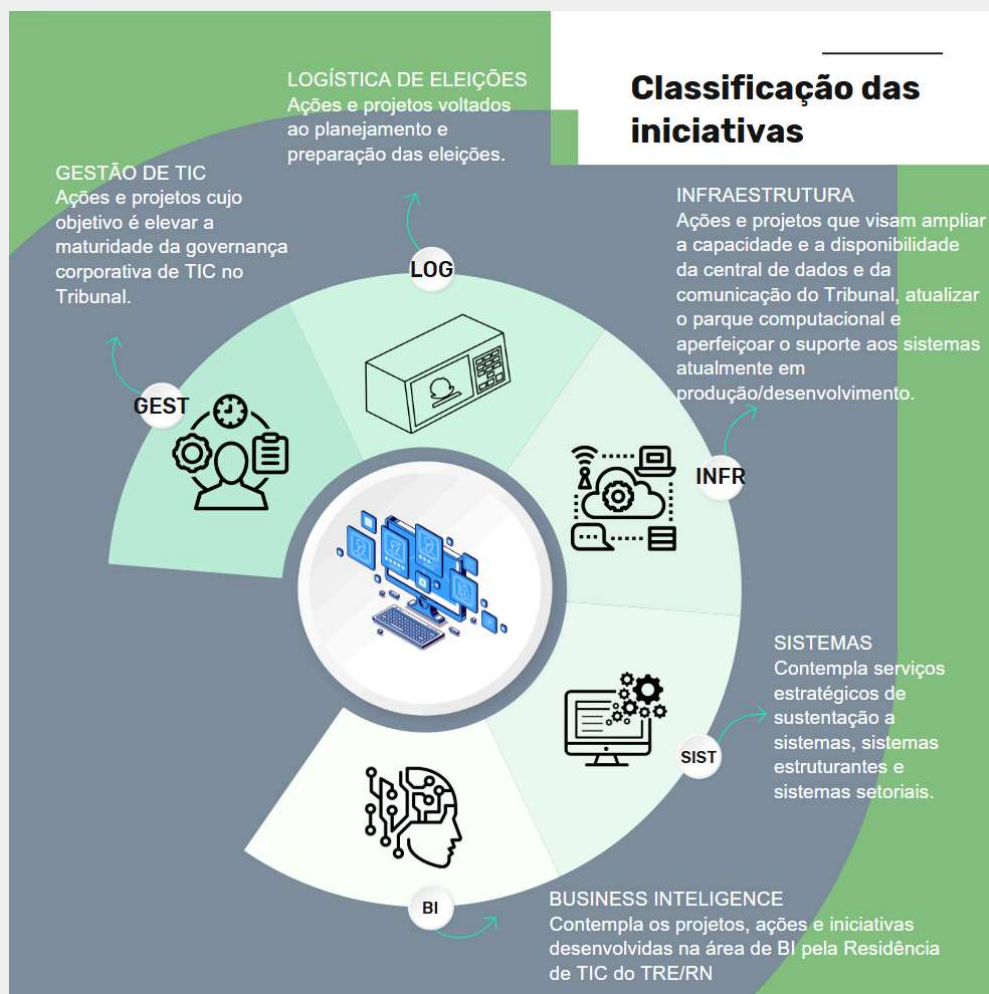 Classificação das
iniciativas
LOGÍSTICA DE ELEIÇÕES
Ações e projetos voltados
ao planejamento e
preparação das eleições.
GESTÃO DE TIC
Ações e projetos cujo
objetivo é elevar a
maturidade da governança
corporativa de TIC no
Tribunal.
INFRAESTRUTURA
Ações e projetos que visam ampliar
a capacidade e a disponibilidade
da central de dados e da
comunicação do Tribunal, atualizar
o parque computacional e
aperfeiçoar o suporte aos sistemas
atualmente em
produção/desenvolvimento.
LOG
GEST
INFR
SISTEMAS
Contempla serviços
estratégicos de
sustentação a
sistemas, sistemas
estruturantes e
sistemas setoriais.
SIST
BI
BUSINESS INTELIGENCE
Contempla os projetos, ações e iniciativas
desenvolvidas na área de BI pela Residência
de TIC do TRE/RN